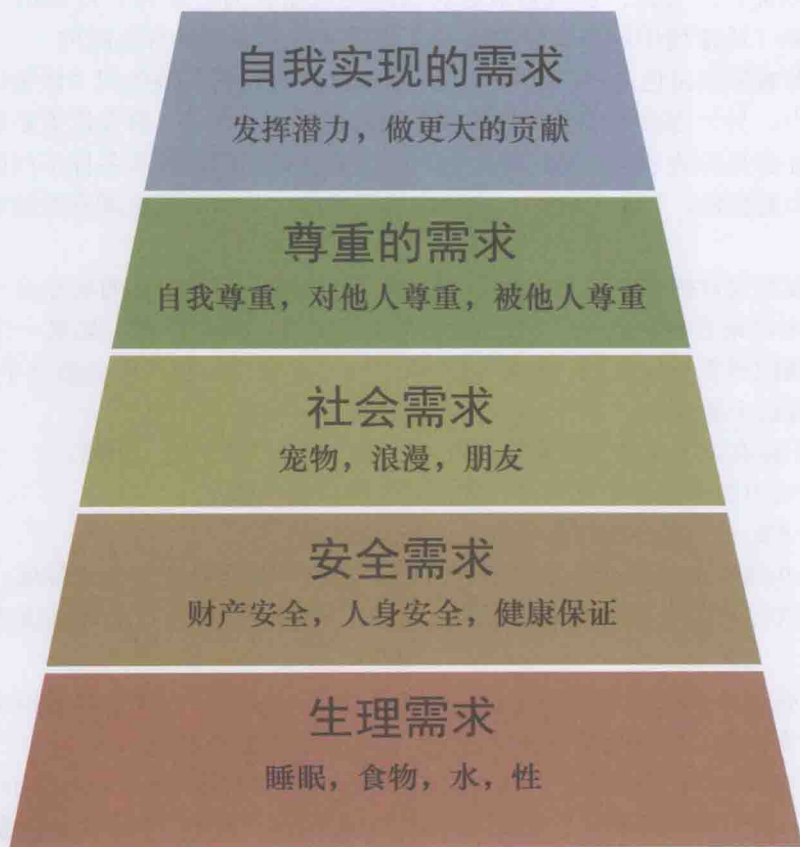 自我实现的需求
发挥潜力，做更大的贡献
尊重的需求
自我尊重，对他人尊重，被他人尊重
社会需求
宠物，浪漫，朋友
安全需求
财产安全，人身安全，健康保证
生理需求
睡眠，食物，水，性